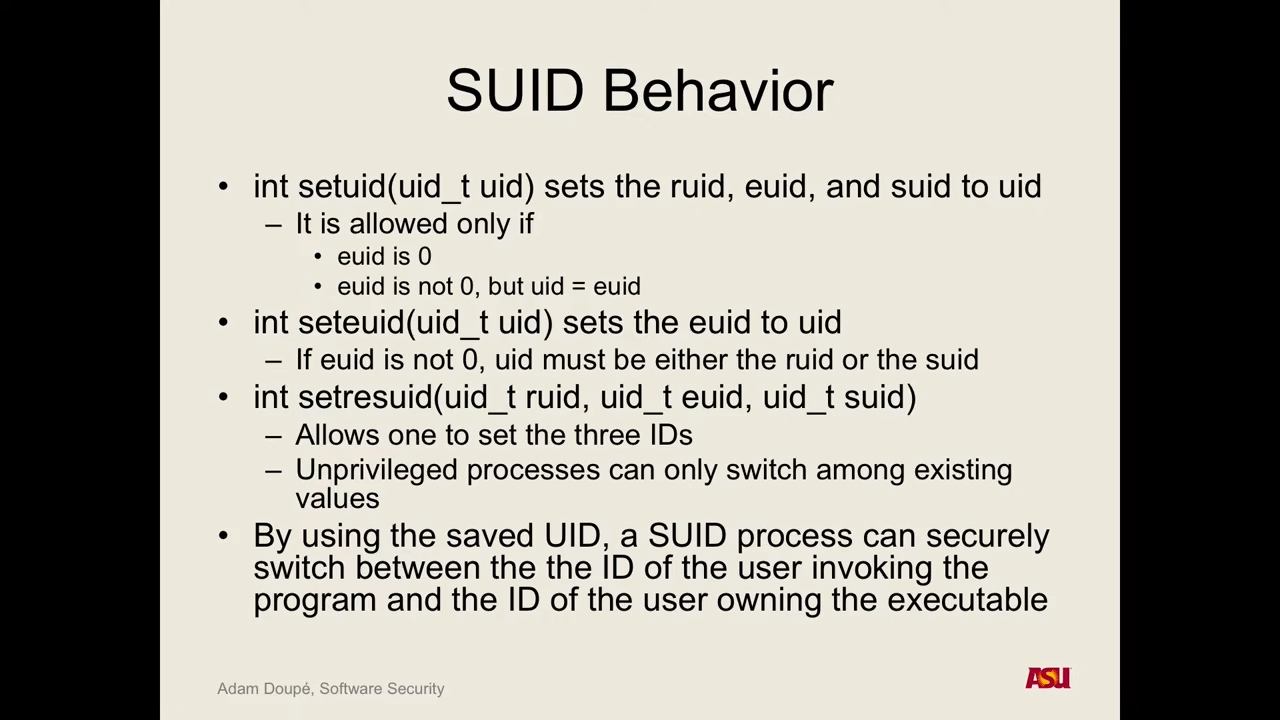 SUID Behavior
• int setuid(uid_t uid) sets the ruid, euid, and suid to uid
– It is allowed only if
• euid is 0
• euid is not 0, but uid = euid
• int seteuid(uid_t uid) sets the euid to uid
– If euid is not 0, uid must be either the ruid or the suid
• int setresuid(uid_t ruid, uid_t euid, uid_t suid)
– Allows one to set the three IDs
– Unprivileged processes can only switch among existing
values
• By using the saved UID, a SUID process can securely
switch between the the ID of the user invoking the
program and the ID of the user owning the executable
Adam Doupé, Software Security
ASU